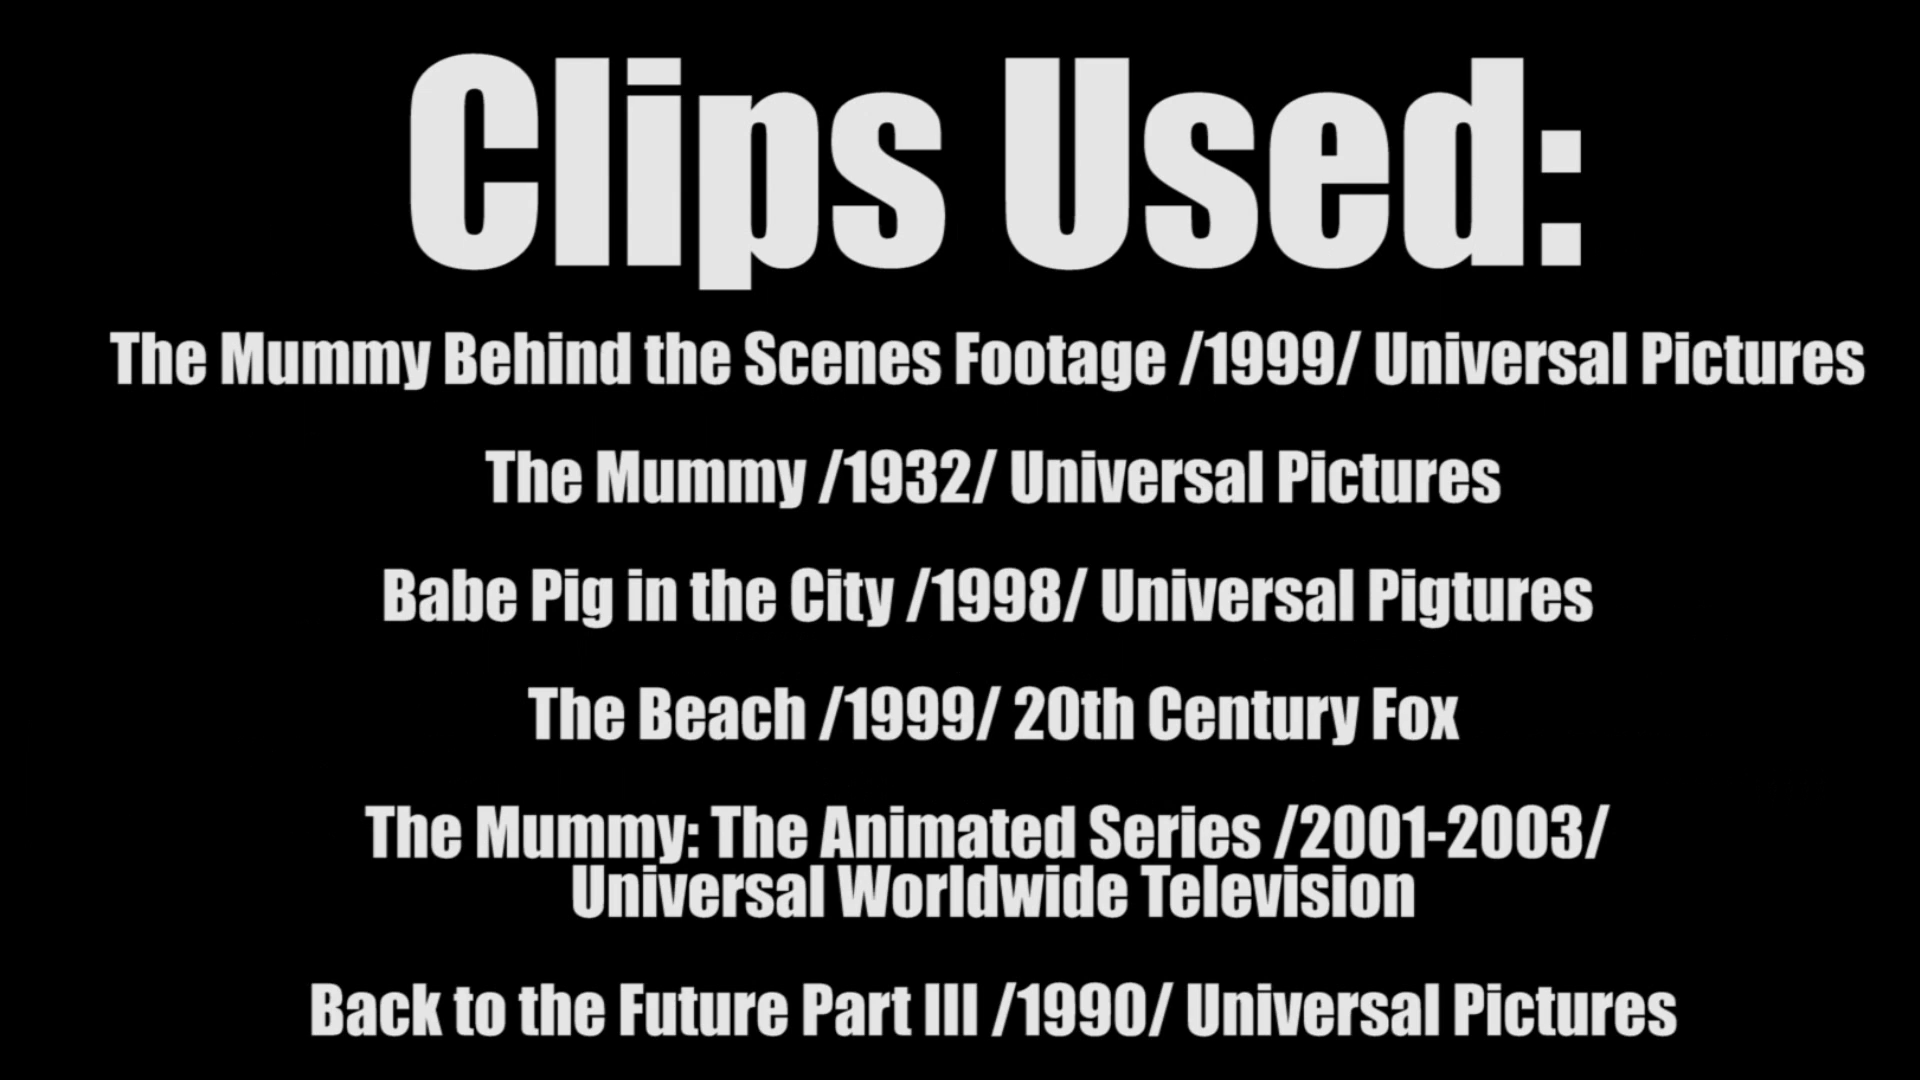 Clips Used:
The Mummy Behind the Scenes Footage /1999/ Universal Pictures
The Mummy /1932/ Universal Pictures
Babe Pig in the City /1998/ Universal Pigtures
The Beach /1999/ 20th Century Fox
The Mummy: The Animated Series /2001-2003/
Universal Worldwide Television
Back to the Future Part III /1990/ Universal Pictures